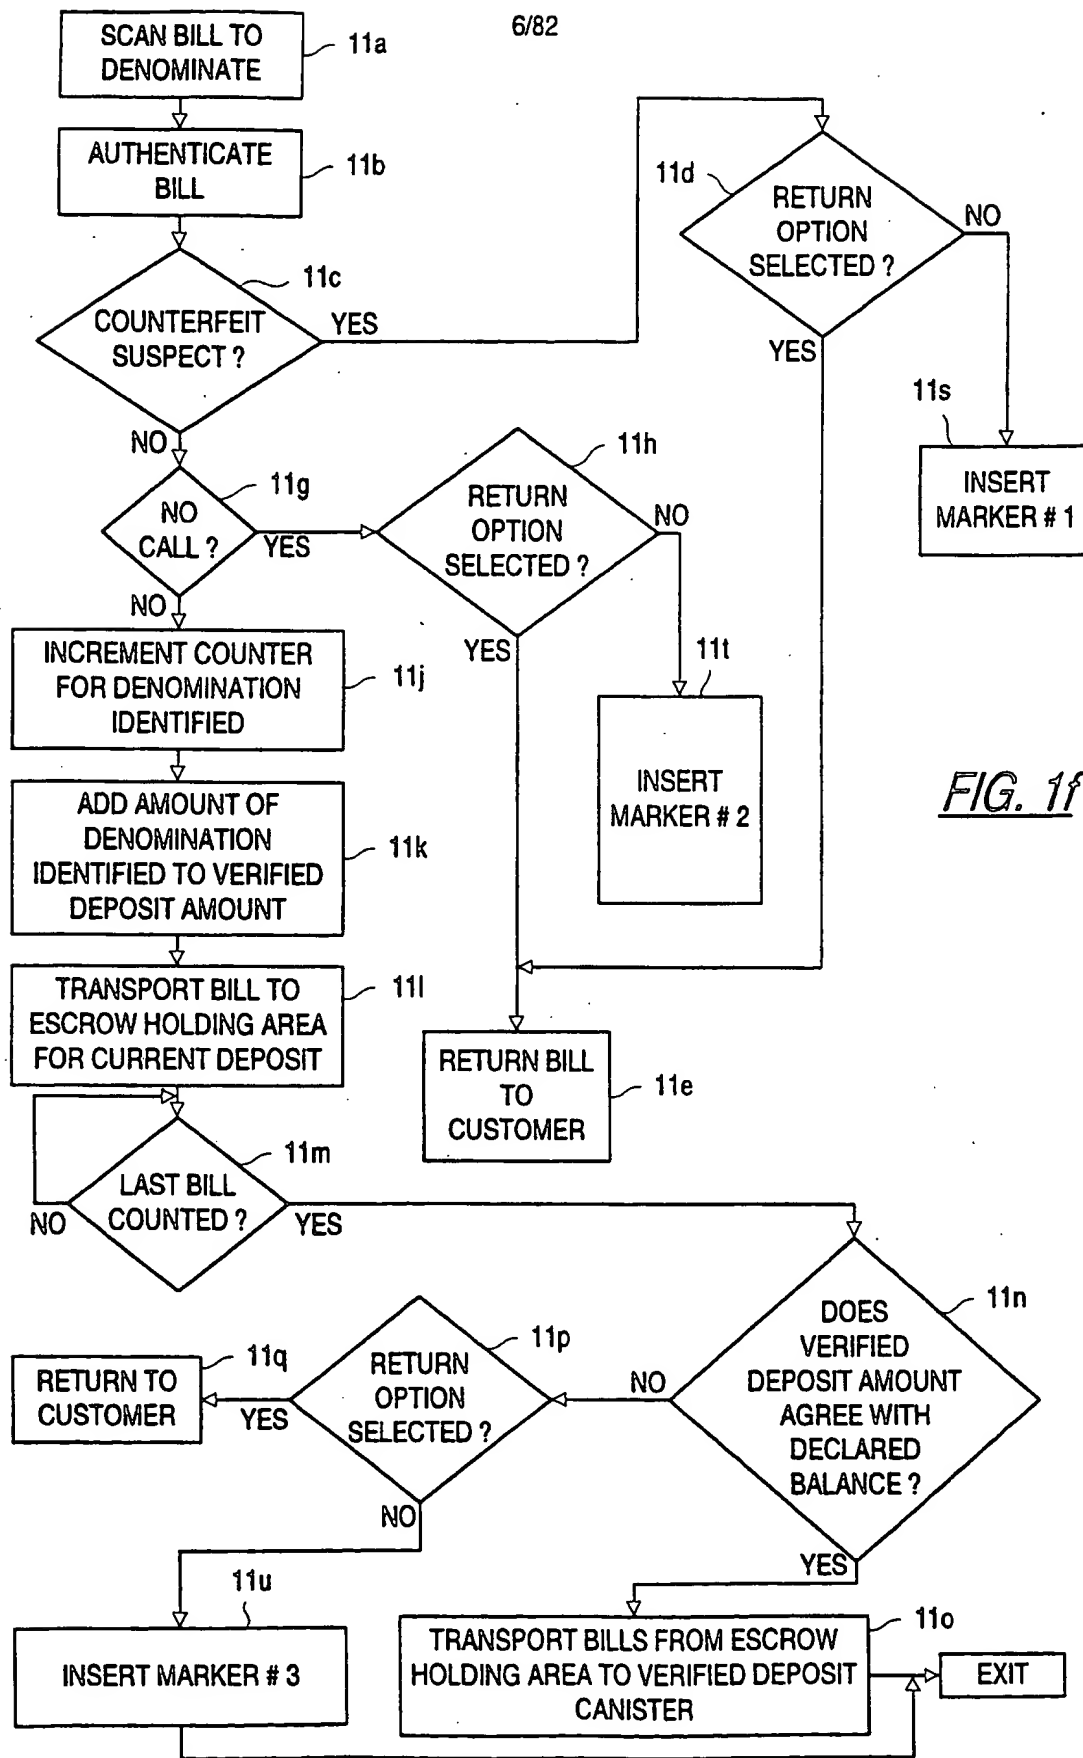 6/82
SCAN BILL TO
DENOMINATE
11a
AUTHENTICATE
BILL
11b
COUNTERFEIT
SUSPECT ?
11c
YES
NO
11d
RETURN
OPTION
SELECTED ?
NO
YES
11s
INSERT
MARKER # 1
NO
CALL ?
11g
YES
NO
11h
RETURN
OPTION
SELECTED ?
NO
YES
11t
INSERT
MARKER # 2
INCREMENT COUNTER
FOR DENOMINATION
IDENTIFIED
11j
FIG. 1f
ADD AMOUNT OF
DENOMINATION
IDENTIFIED TO VERIFIED
DEPOSIT AMOUNT
11k
TRANSPORT BILL TO
ESCROW HOLDING AREA
FOR CURRENT DEPOSIT
11l
RETURN BILL
TO
CUSTOMER
11e
LAST BILL
COUNTED ?
11m
NO
YES
DOES
VERIFIED
DEPOSIT AMOUNT
AGREE WITH
DECLARED
BALANCE ?
11n
NO
YES
11p
RETURN
OPTION
SELECTED ?
YES
NO
11q
RETURN TO
CUSTOMER
11u
INSERT MARKER # 3
TRANSPORT BILLS FROM ESCROW
HOLDING AREA TO VERIFIED DEPOSIT
CANISTER
11o
EXIT